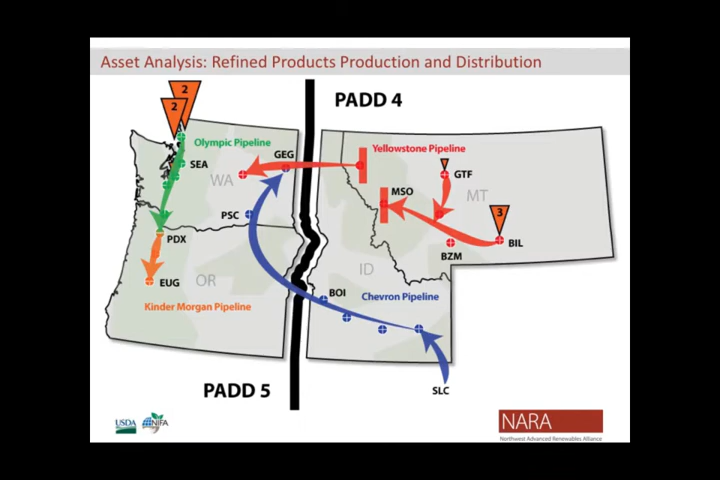 Asset Analysis: Refined Products Production and Distribution
2
2
PADD 4
Olympic Pipeline
GEG
Yellowstone Pipeline
SEA
WA
GTF
MSO
MT
PSC
3
PDX
BIL
BZM
ID
EUG
OR
BOI
Chevron Pipeline
Kinder Morgan Pipeline
PADD 5
SLC
USDA
NIFA
NARA
Northwest Advanced Renewables Alliance